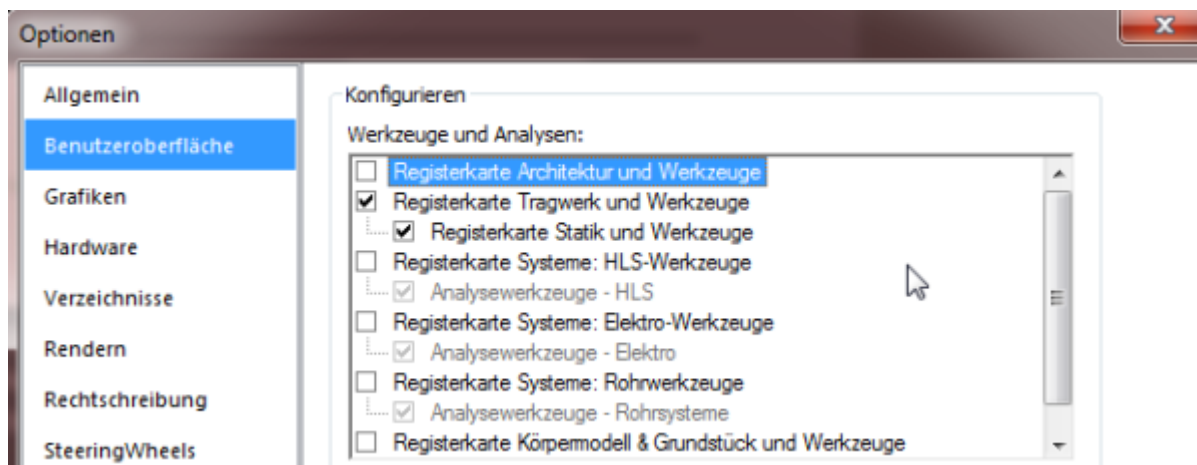 Optionen
Allgemein
Benutzeroberfläche
Grafiken
Hardware
Verzeichnisse
Rendern
Rechtschreibung
SteeringWheels
Konfigurieren
Werkzeuge und Analysen:
Registerkarte Architektur und Werkzeuge
Registerkarte Tragwerk und Werkzeuge
Registerkarte Statik und Werkzeuge
Registerkarte Systeme: HLS-Werkzeuge
Analysewerkzeuge - HLS
Registerkarte Systeme: Elektro-Werkzeuge
Analysewerkzeuge - Elektro
Registerkarte Systeme: Rohrwerkzeuge
Analysewerkzeuge - Rohrsysteme
Registerkarte Körpermodell & Grundstück und Werkzeuge